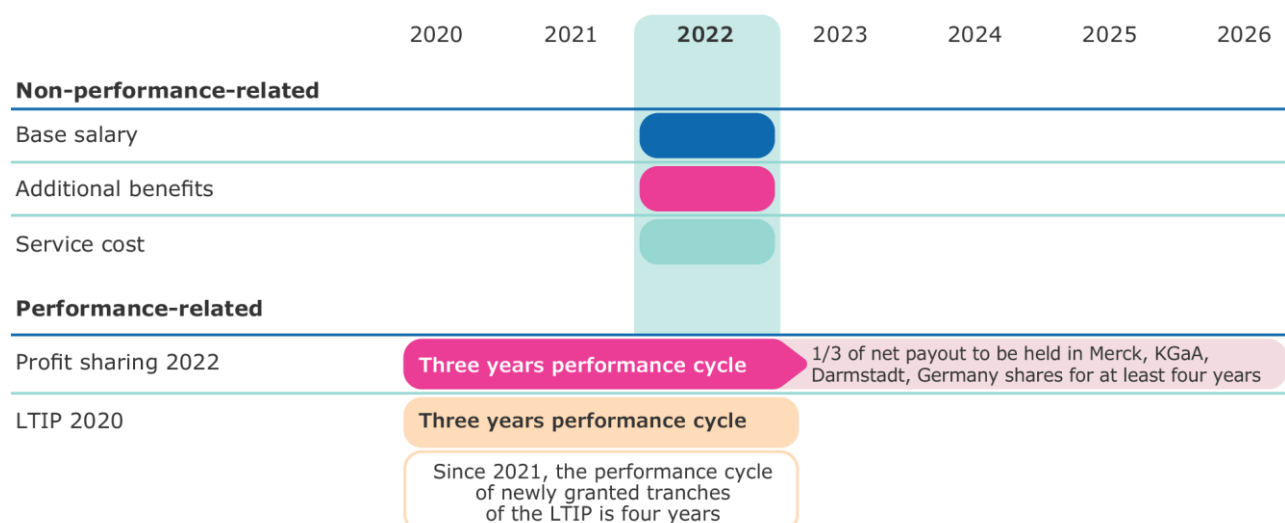 2020 2021 2022 2023 2024 2025 2026
Non-performance-related
Base salary
Additional benefits
Service cost
Performance-related
Profit sharing 2022
Three years performance cycle
1/3 of net payout to be held in Merck, KGaA,
Darmstadt, Germany shares for at least four years
LTIP 2020
Three years performance cycle
Since 2021, the performance cycle
of newly granted tranches
of the LTIP is four years